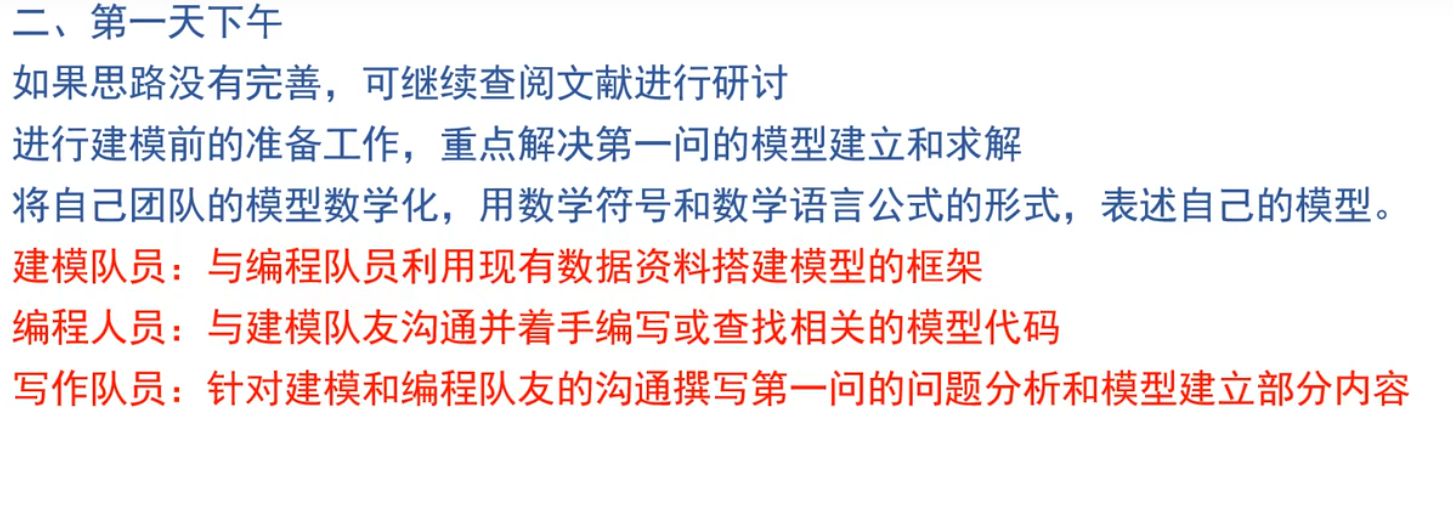 二、第一天下午
如果思路没有完善，可继续查阅文献进行研讨
进行建模前的准备工作，重点解决第一问的模型建立和求解
将自己团队的模型数学化，用数学符号和数学语言公式的形式，表述自己的模型。
建模队员：与编程队员利用现有数据资料搭建模型的框架
编程人员：与建模队友沟通并着手编写或查找相关的模型代码
写作队员：针对建模和编程队友的沟通撰写第一问的问题分析和模型建立部分内容